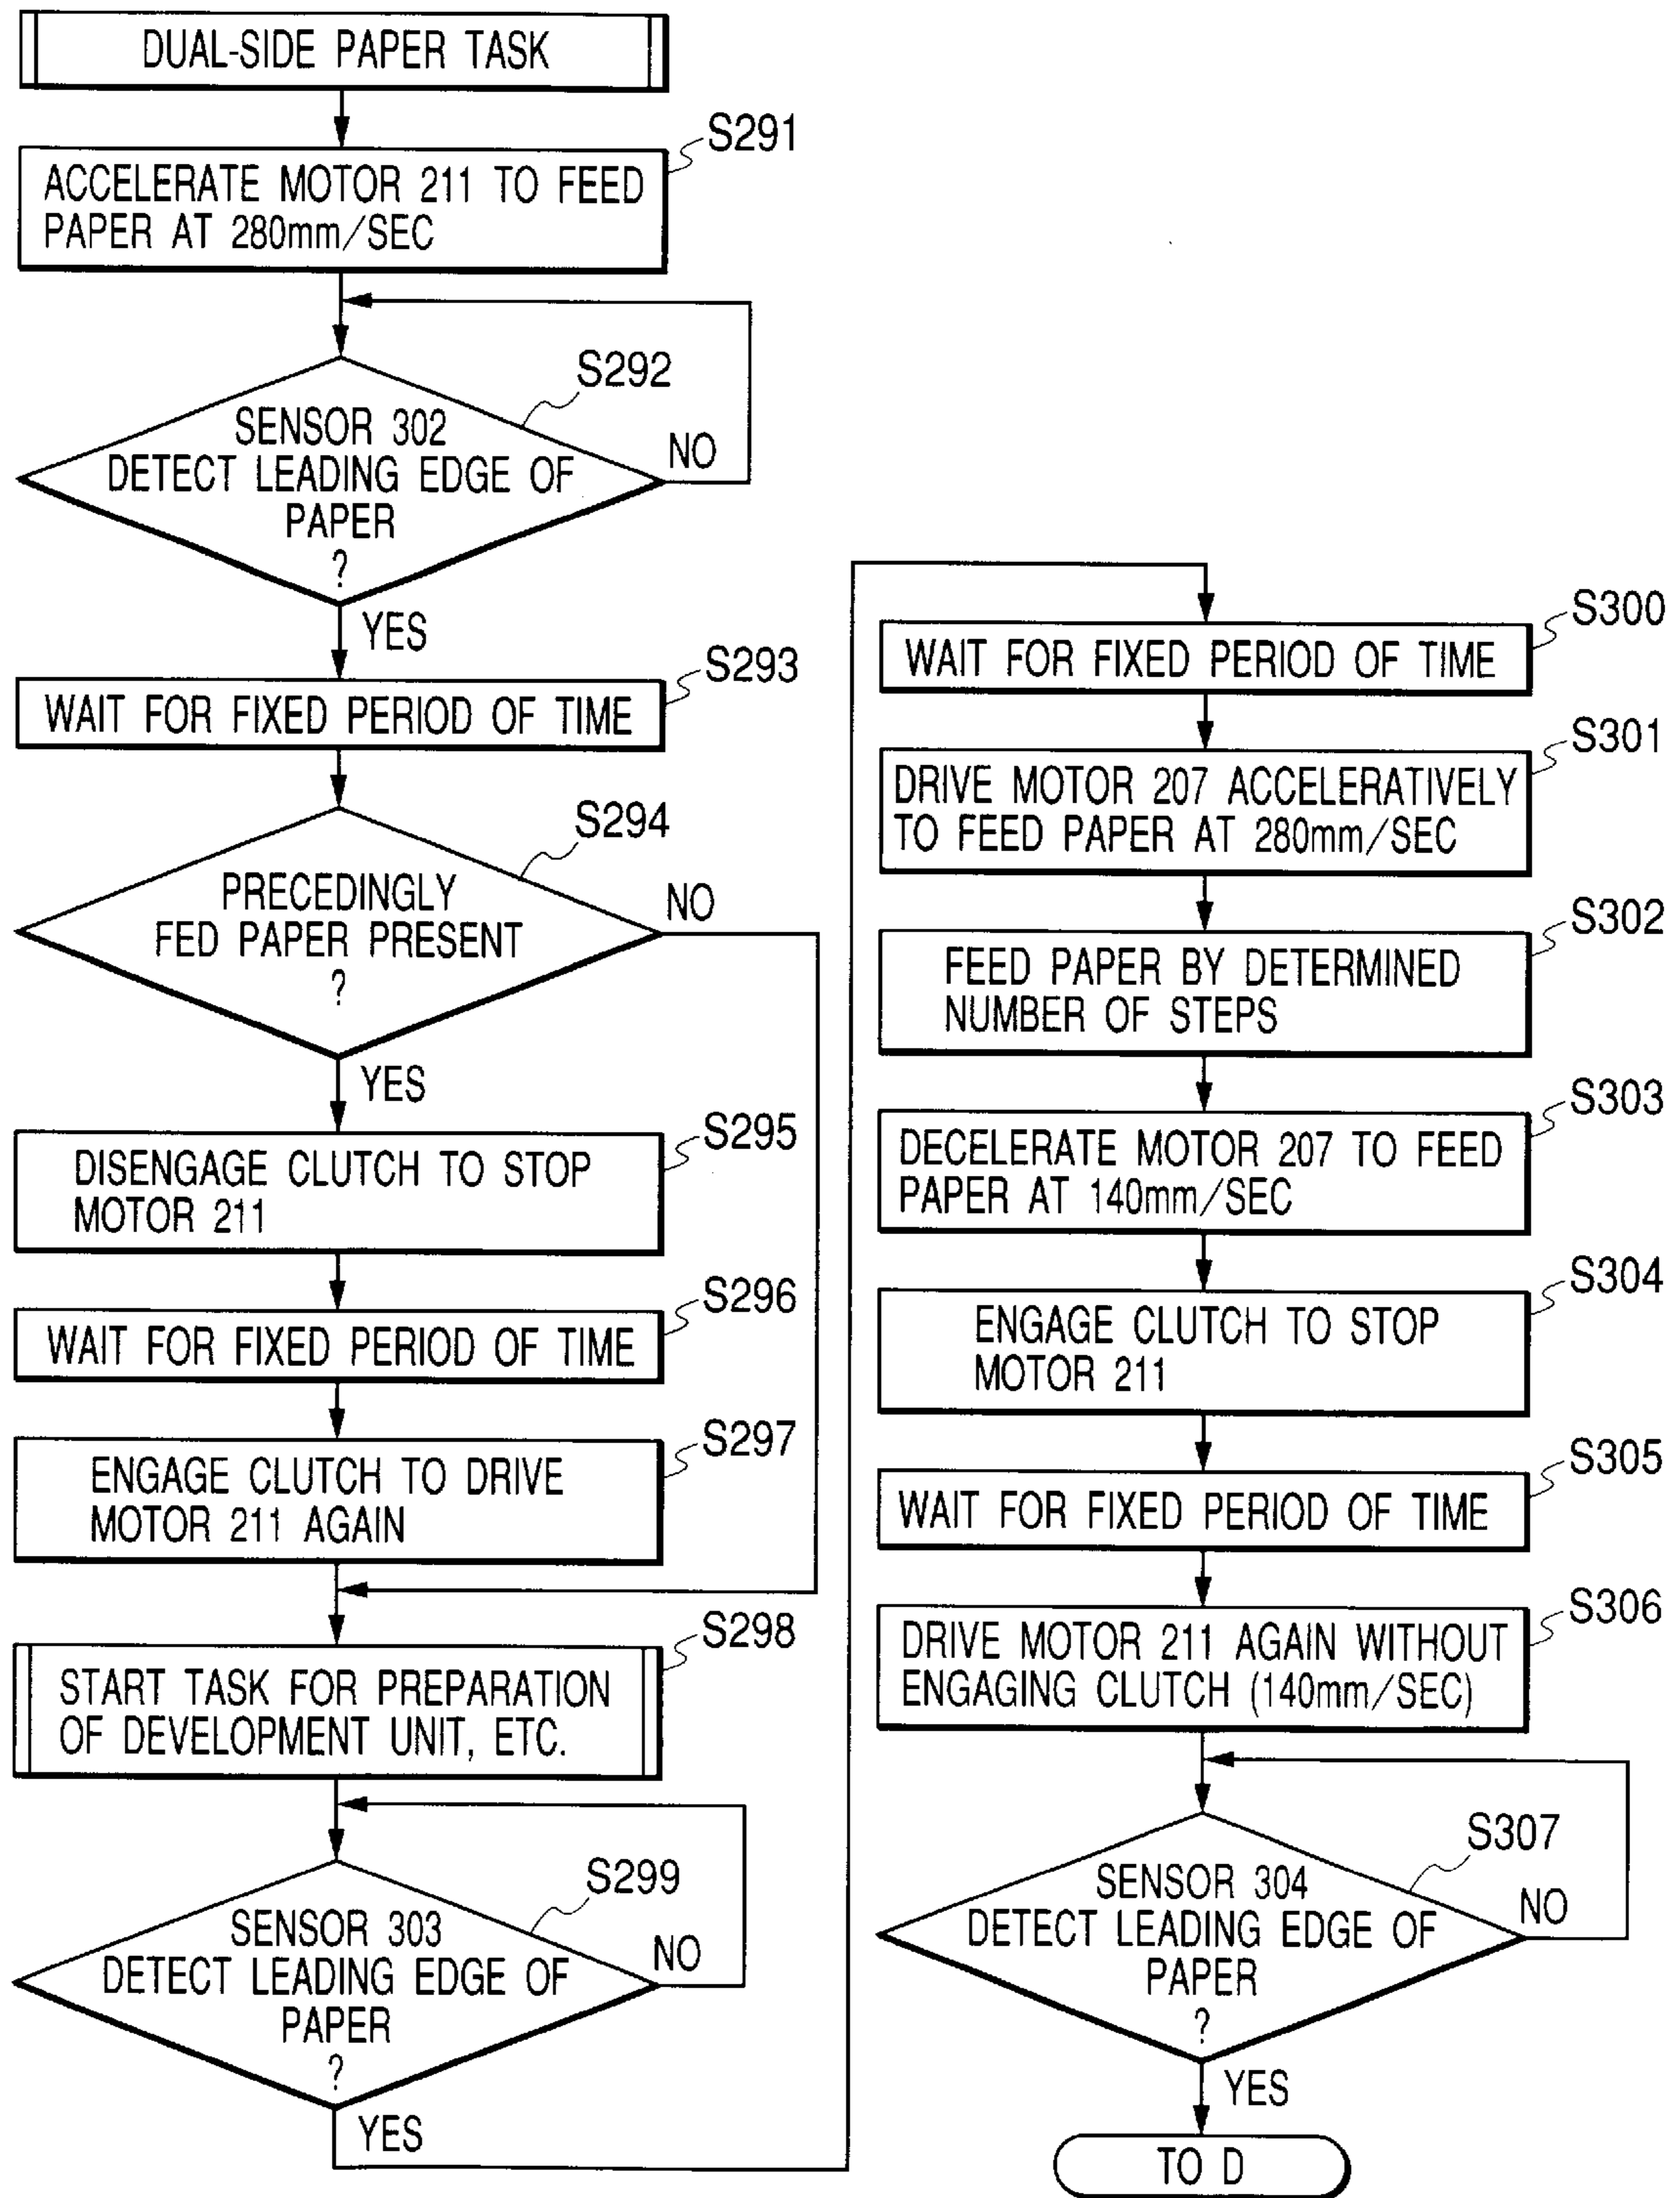 DUAL-SIDE PAPER TASK
S291
ACCELERATE MOTOR 211 TO FEED
PAPER AT 280mm/SEC
S292
SENSOR 302
DETECT LEADING EDGE OF
PAPER
?
NO
YES
S293
WAIT FOR FIXED PERIOD OF TIME
S294
PRECEDINGLY
FED PAPER PRESENT
?
NO
YES
S295
DISENGAGE CLUTCH TO STOP
MOTOR 211
S296
WAIT FOR FIXED PERIOD OF TIME
S297
ENGAGE CLUTCH TO DRIVE
MOTOR 211 AGAIN
S298
START TASK FOR PREPARATION
OF DEVELOPMENT UNIT, ETC.
S299
SENSOR 303
DETECT LEADING EDGE OF
PAPER
?
NO
YES
S300
WAIT FOR FIXED PERIOD OF TIME
S301
DRIVE MOTOR 207 ACCELERATIVELY
TO FEED PAPER AT 280mm/SEC
S302
FEED PAPER BY DETERMINED
NUMBER OF STEPS
S303
DECELERATE MOTOR 207 TO FEED
PAPER AT 140mm/SEC
S304
ENGAGE CLUTCH TO STOP
MOTOR 211
S305
WAIT FOR FIXED PERIOD OF TIME
S306
DRIVE MOTOR 211 AGAIN WITHOUT
ENGAGING CLUTCH (140mm/SEC)
S307
SENSOR 304
DETECT LEADING EDGE OF
PAPER
?
NO
YES
TO D